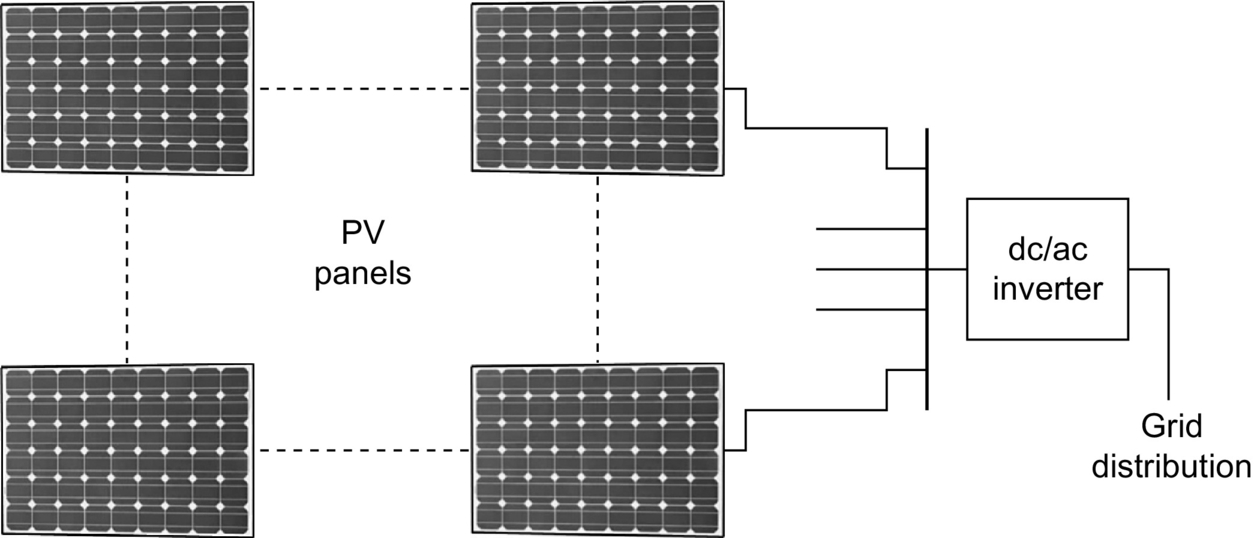 PV
panels
dc/ac
inverter
Grid
distribution